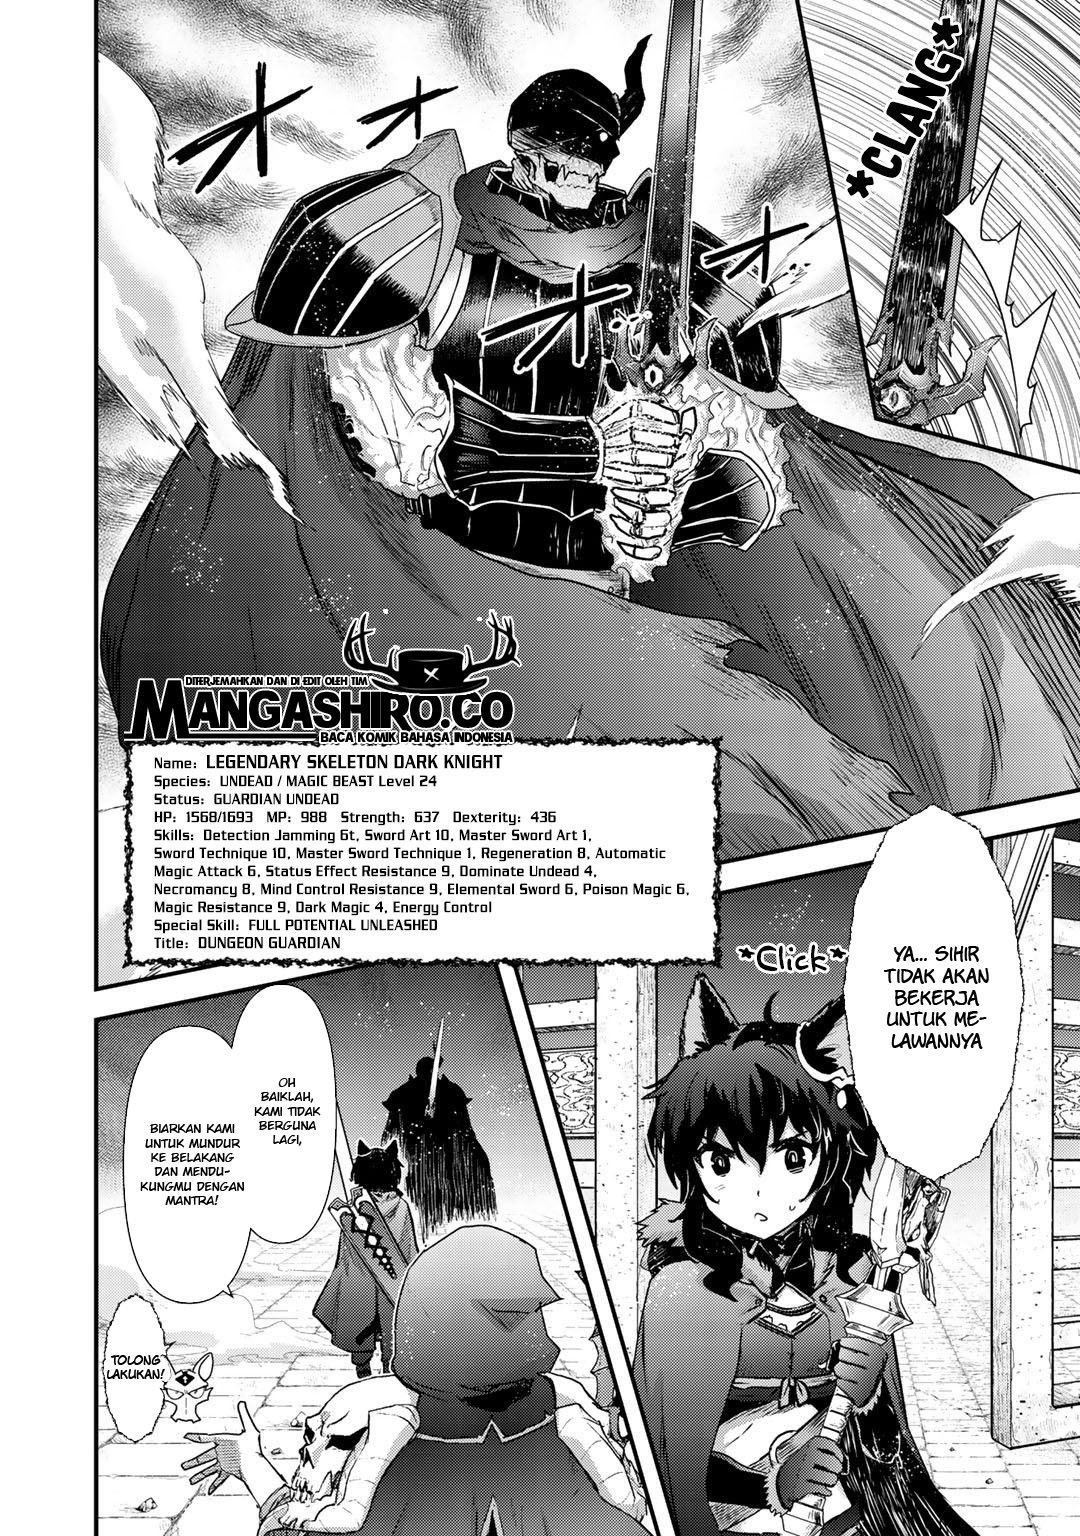 *CLANG*
オ
オ
オ
DITERJEMAHKAN DAN DI EDIT OLEH TIM
MANGASHIRO.CO
BACA KOMIK BAHASA INDONESIA
Name: LEGENDARY SKELETON DARK KNIGHT
Species: UNDEAD / MAGIC BEAST Level 24
Status: GUARDIAN UNDEAD
HP: 1568/1693 MP: 988 Strength: 637 Dexterity: 436
Skills: Detection Jamming 6t, Sword Art 10, Master Sword Art 1,
Sword Technique 10, Master Sword Technique 1, Regeneration 8, Automatic
Magic Attack 6, Status Effect Resistance 9, Dominate Undead 4,
Necromancy 8, Mind Control Resistance 9, Elemental Sword 6, Poison Magic 6,
Magic Resistance 9, Dark Magic 4, Energy Control
Special Skill: FULL POTENTIAL UNLEASHED
Title: DUNGEON GUARDIAN
YA... SIHIR
TIDAK AKAN
BEKERJA
UNTUK ME-
LAWANNYA
*Click*
OH
BAIKLAH,
KAMI TIDAK
BERGUNA
LAGI,
BIARKAN KAMI
UNTUK MUNDUR
KE BELAKANG
DAN MENDU-
KUNGMU DENGAN
MANTRA!
TOLONG
LAKUKAN!